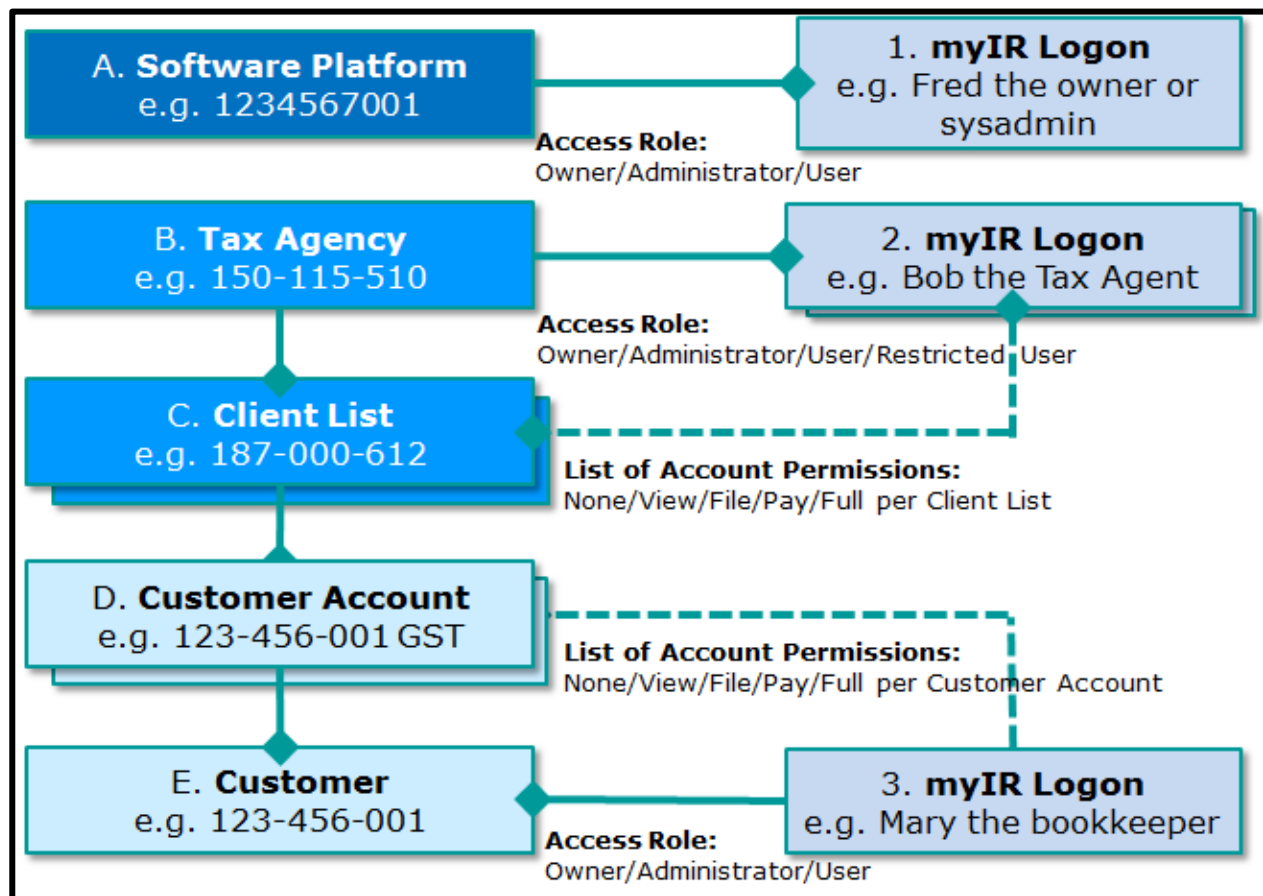 A. Software Platform
e.g. 1234567001
1. myIR Logon
e.g. Fred the owner or
sysadmin
Access Role:
Owner/Administrator/User
B. Tax Agency
e.g. 150-115-510
2. myIR Logon
e.g. Bob the Tax Agent
Access Role:
Owner/Administrator/User/Restricted User
C. Client List
e.g. 187-000-612
List of Account Permissions:
None/View/File/Pay/Full per Client List
D. Customer Account
e.g. 123-456-001 GST
List of Account Permissions:
None/View/File/Pay/Full per Customer Account
E. Customer
e.g. 123-456-001
3. myIR Logon
e.g. Mary the bookkeeper
Access Role:
Owner/Administrator/User